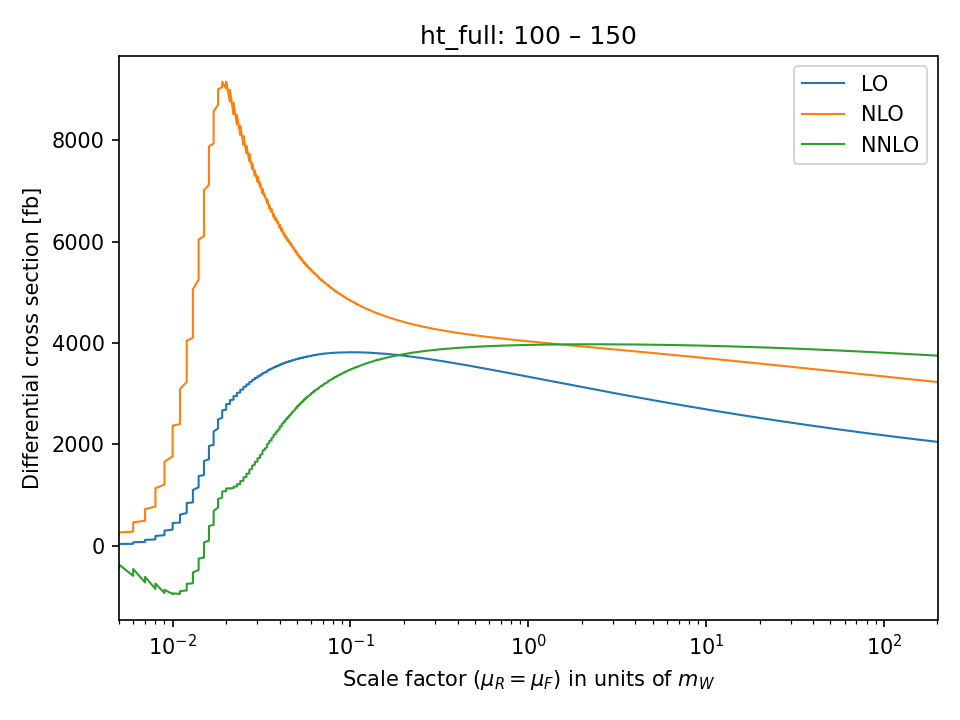 ht_full: 100 – 150
LO
NLO
NNLO
Differential cross section [fb]
8000
6000
4000
2000
0
10⁻² 10⁻¹ 10⁰ 10¹ 10²
Scale factor (μ_R = μ_F) in units of m_W